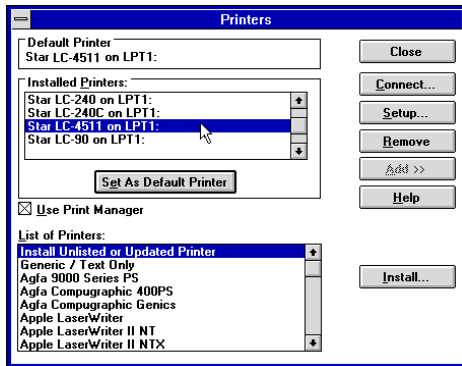 Printers
Default Printer
Star LC-4511 on LPT1:
Installed Printers:
Star LC-240 on LPT1:
Star LC-240C on LPT1:
Star LC-4511 on LPT1:
Star LC-90 on LPT1:
Set As Default Printer
Use Print Manager
List of Printers:
Install Unlisted or Updated Printer
Generic / Text Only
Agfa 9000 Series PS
Agfa Compugraphic 400PS
Agfa Compugraphic Genics
Apple LaserWriter
Apple LaserWriter II NT
Apple LaserWriter II NTX
Close
Connect...
Setup...
Remove
Add >>
Help
Install...